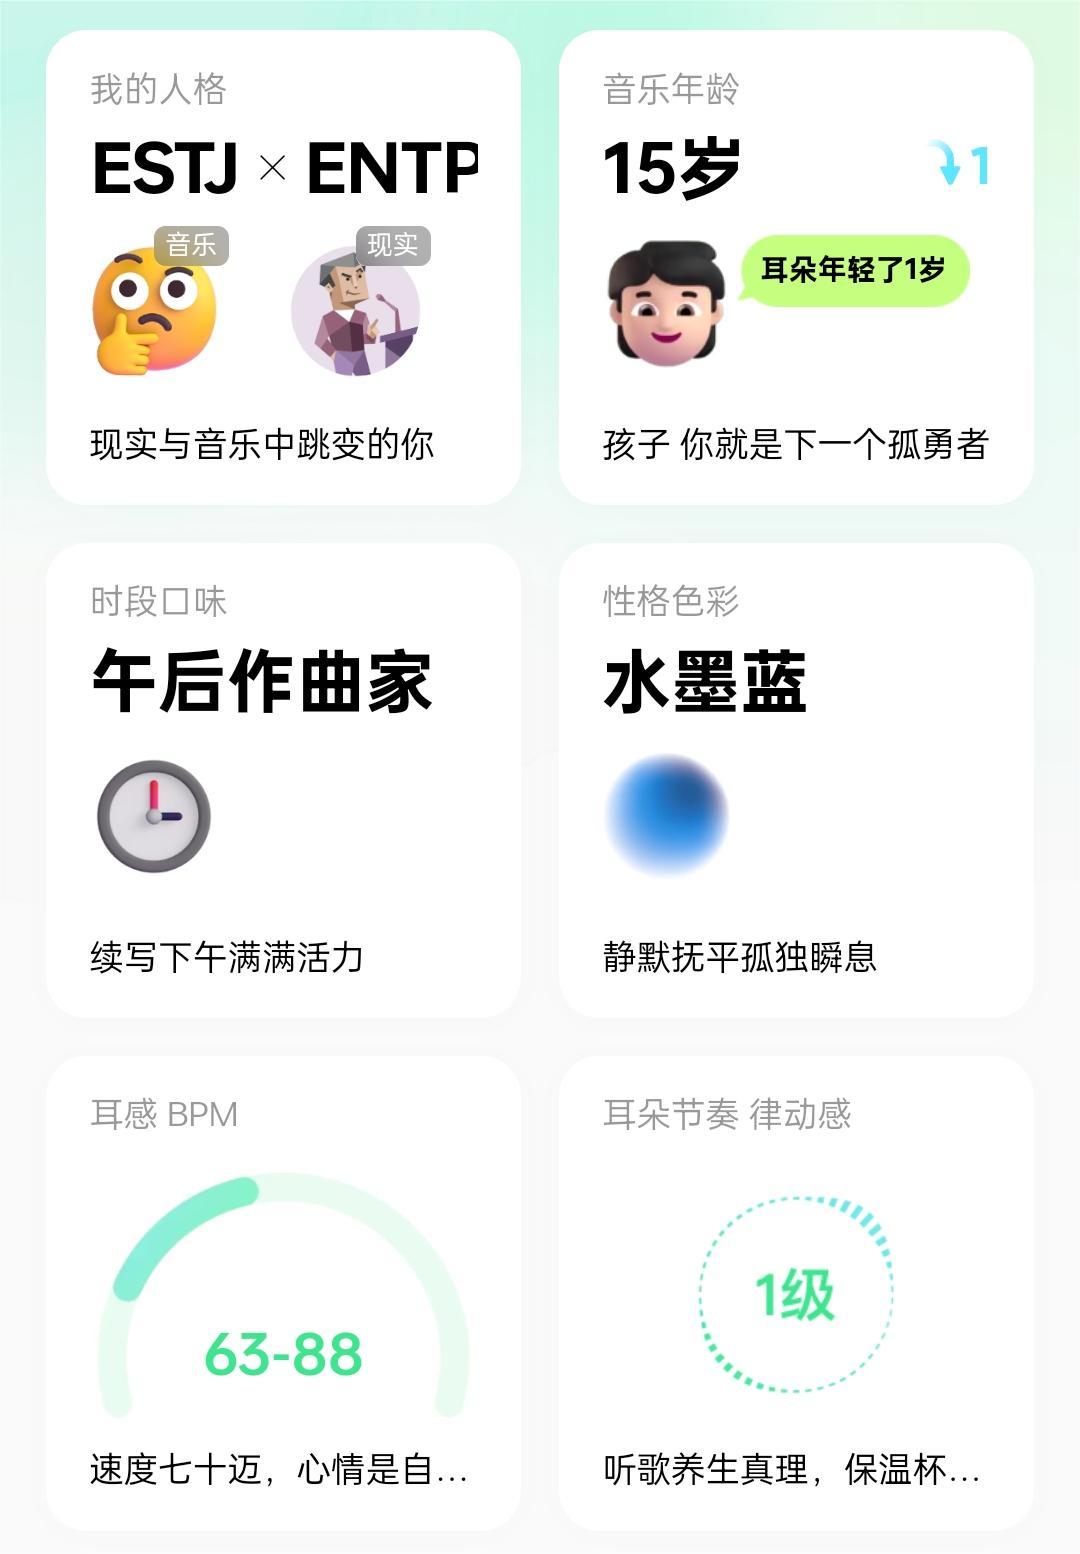 我的人格
ESTJ × ENTP
音乐
现实
现实与音乐中跳变的你
音乐年龄
15岁
1
耳朵年轻了1岁
孩子 你就是下一个孤勇者
时段口味
午后作曲家
续写下午满满活力
性格色彩
水墨蓝
静默抚平孤独瞬息
耳感 BPM
63-88
速度七十迈，心情是自...
耳朵节奏 律动感
1级
听歌养生真理，保温杯...